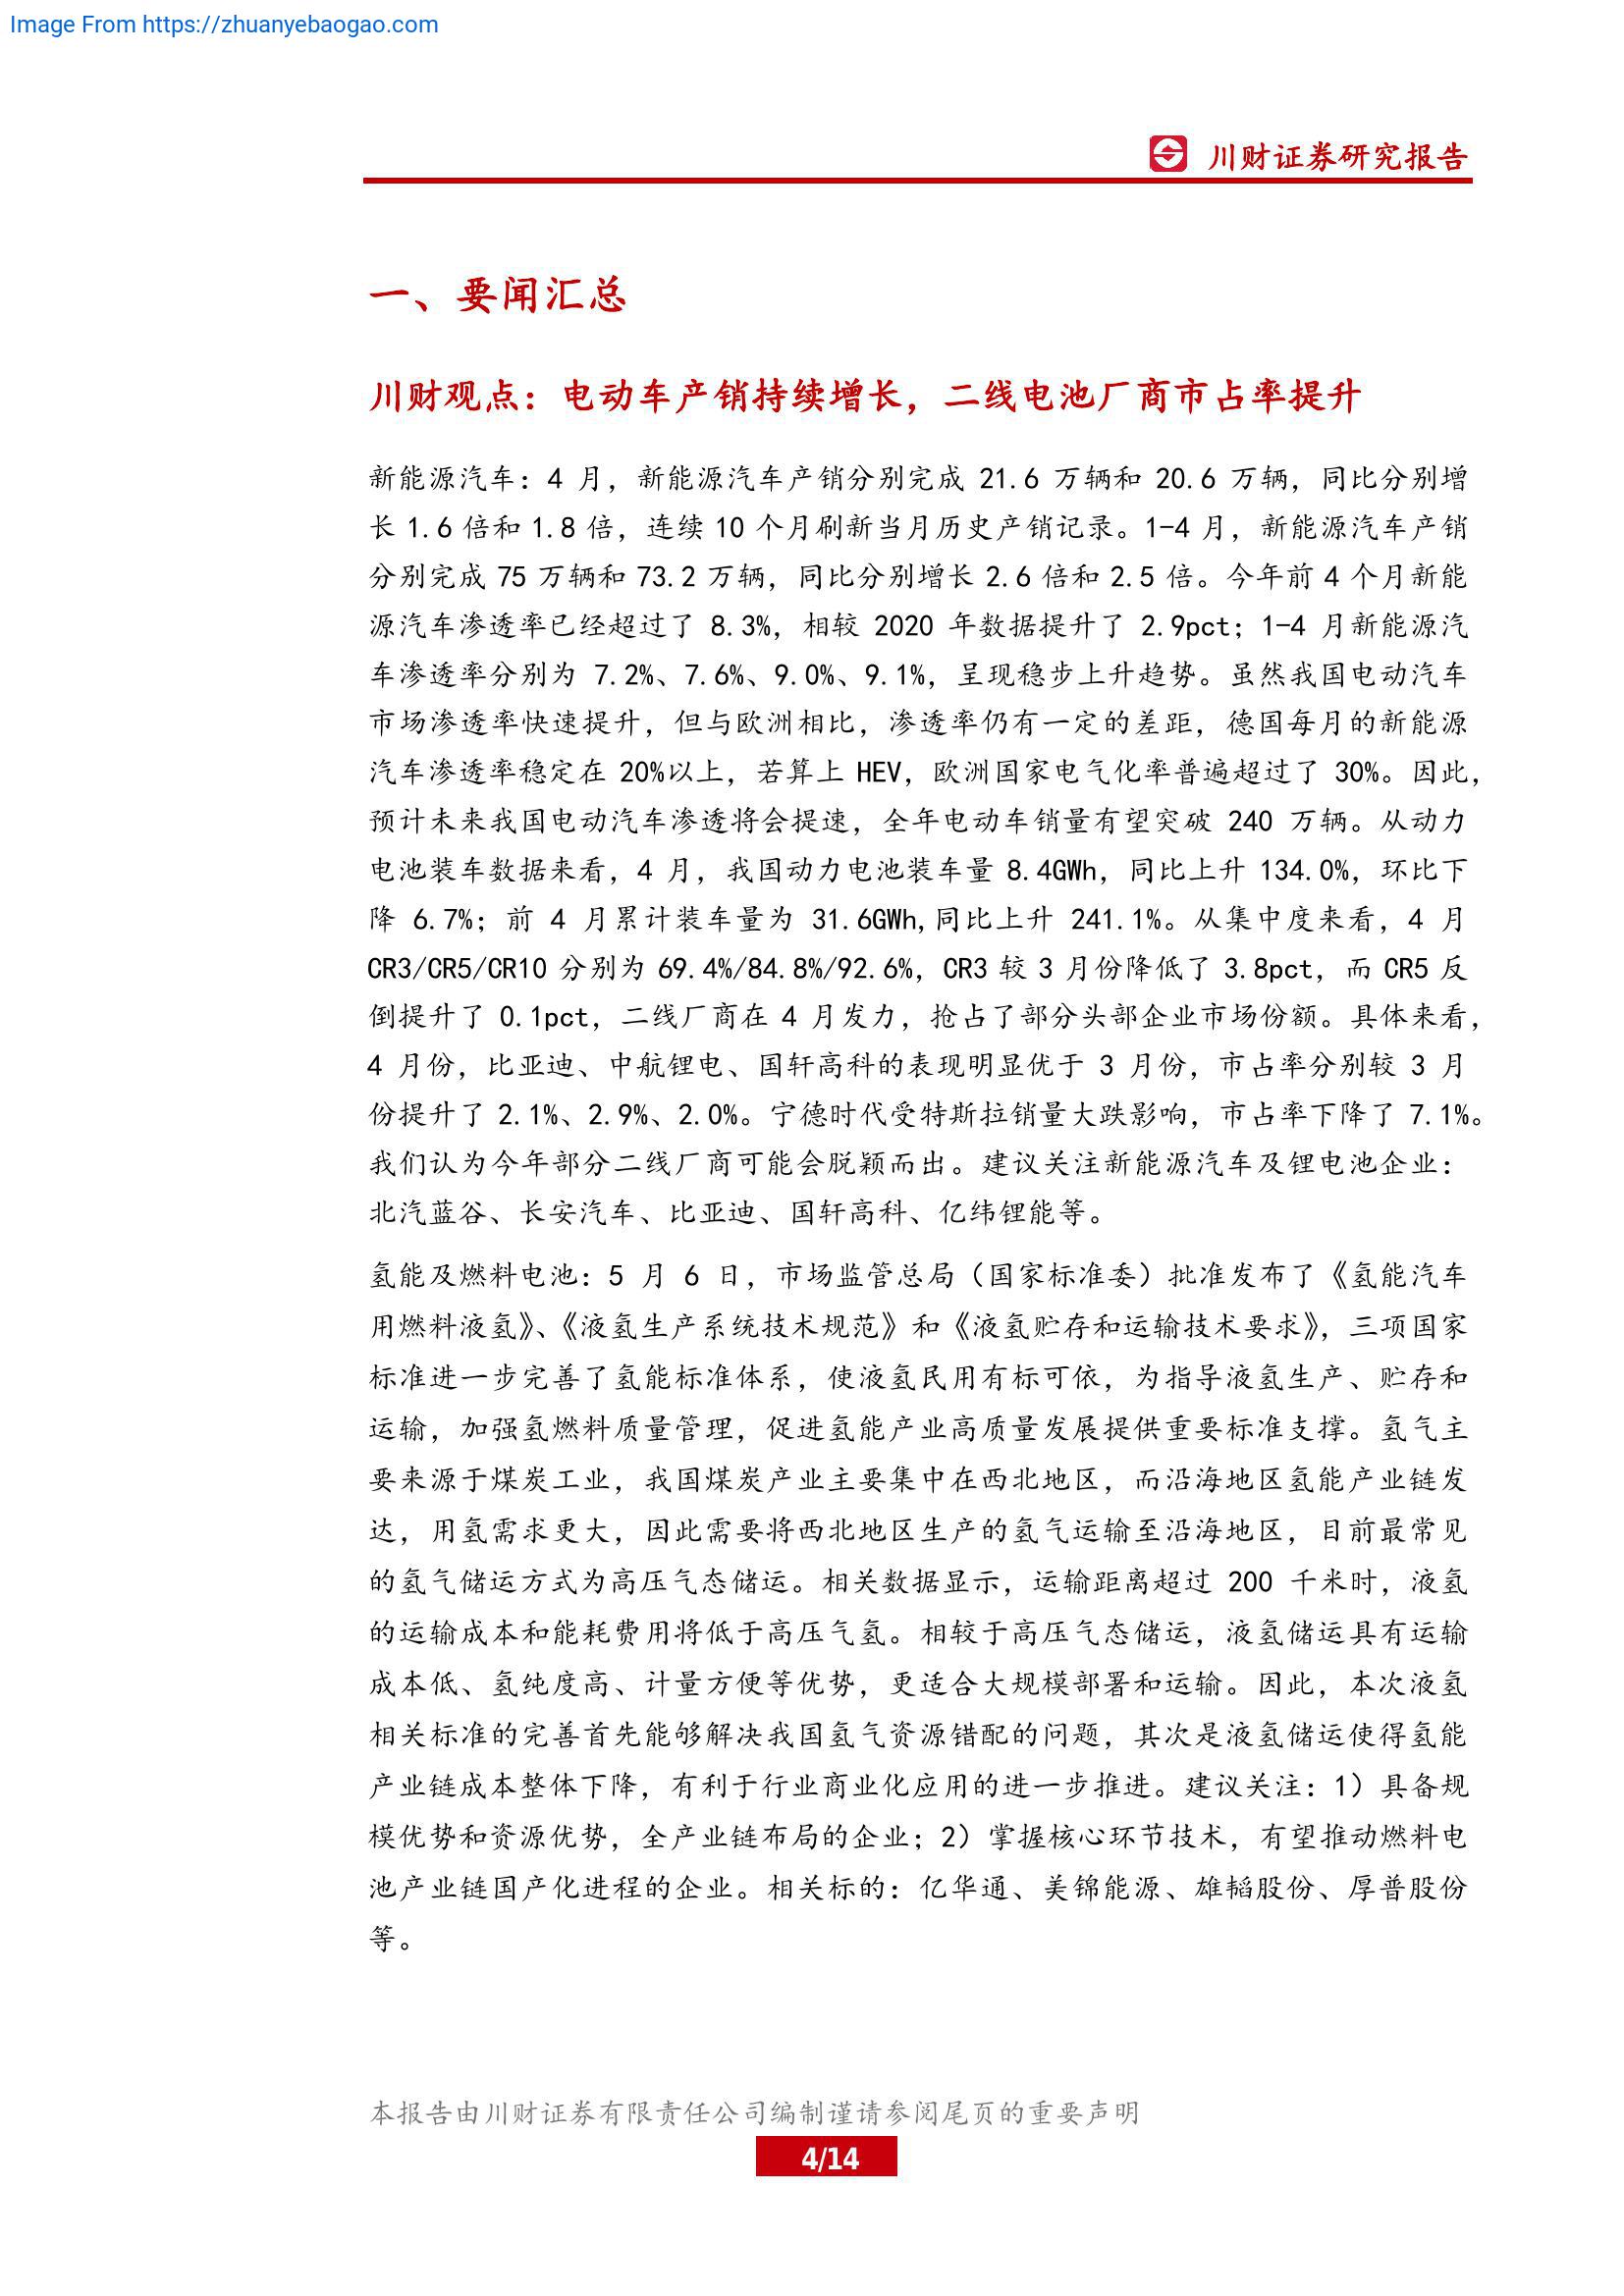 Image From https://zhuanyebaogao.com
川财证券研究报告
一、要闻汇总
川财观点：电动车产销持续增长，二线电池厂商市占率提升
新能源汽车：4 月，新能源汽车产销分别完成 21.6 万辆和 20.6 万辆，同比分别增
长 1.6 倍和 1.8 倍，连续 10 个月刷新当月历史产销记录。1-4 月，新能源汽车产销
分别完成 75 万辆和 73.2 万辆，同比分别增长 2.6 倍和 2.5 倍。今年前 4 个月新能
源汽车渗透率已经超过了 8.3%，相较 2020 年数据提升了 2.9pct；1-4 月新能源汽
车渗透率分别为 7.2%、7.6%、9.0%、9.1%，呈现稳步上升趋势。虽然我国电动汽车
市场渗透率快速提升，但与欧洲相比，渗透率仍有一定的差距，德国每月的新能源
汽车渗透率稳定在 20%以上，若算上 HEV，欧洲国家电气化率普遍超过了 30%。因此，
预计未来我国电动汽车渗透将会提速，全年电动车销量有望突破 240 万辆。从动力
电池装车数据来看，4 月，我国动力电池装车量 8.4GWh，同比上升 134.0%，环比下
降 6.7%；前 4 月累计装车量为 31.6GWh,同比上升 241.1%。从集中度来看，4 月
CR3/CR5/CR10 分别为 69.4%/84.8%/92.6%，CR3 较 3 月份降低了 3.8pct，而 CR5 反
倒提升了 0.1pct，二线厂商在 4 月发力，抢占了部分头部企业市场份额。具体来看，
4 月份，比亚迪、中航锂电、国轩高科的表现明显优于 3 月份，市占率分别较 3 月
份提升了 2.1%、2.9%、2.0%。宁德时代受特斯拉销量大跌影响，市占率下降了 7.1%。
我们认为今年部分二线厂商可能会脱颖而出。建议关注新能源汽车及锂电池企业：
北汽蓝谷、长安汽车、比亚迪、国轩高科、亿纬锂能等。
氢能及燃料电池：5 月 6 日，市场监管总局（国家标准委）批准发布了《氢能汽车
用燃料液氢》、《液氢生产系统技术规范》和《液氢贮存和运输技术要求》，三项国家
标准进一步完善了氢能标准体系，使液氢民用有标可依，为指导液氢生产、贮存和
运输，加强氢燃料质量管理，促进氢能产业高质量发展提供重要标准支撑。氢气主
要来源于煤炭工业，我国煤炭产业主要集中在西北地区，而沿海地区氢能产业链发
达，用氢需求更大，因此需要将西北地区生产的氢气运输至沿海地区，目前最常见
的氢气储运方式为高压气态储运。相关数据显示，运输距离超过 200 千米时，液氢
的运输成本和能耗费用将低于高压气氢。相较于高压气态储运，液氢储运具有运输
成本低、氢纯度高、计量方便等优势，更适合大规模部署和运输。因此，本次液氢
相关标准的完善首先能够解决我国氢气资源错配的问题，其次是液氢储运使得氢能
产业链成本整体下降，有利于行业商业化应用的进一步推进。建议关注：1）具备规
模优势和资源优势，全产业链布局的企业；2）掌握核心环节技术，有望推动燃料电
池产业链国产化进程的企业。相关标的：亿华通、美锦能源、雄韬股份、厚普股份
等。
本报告由川财证券有限责任公司编制谨请参阅尾页的重要声明
4/14